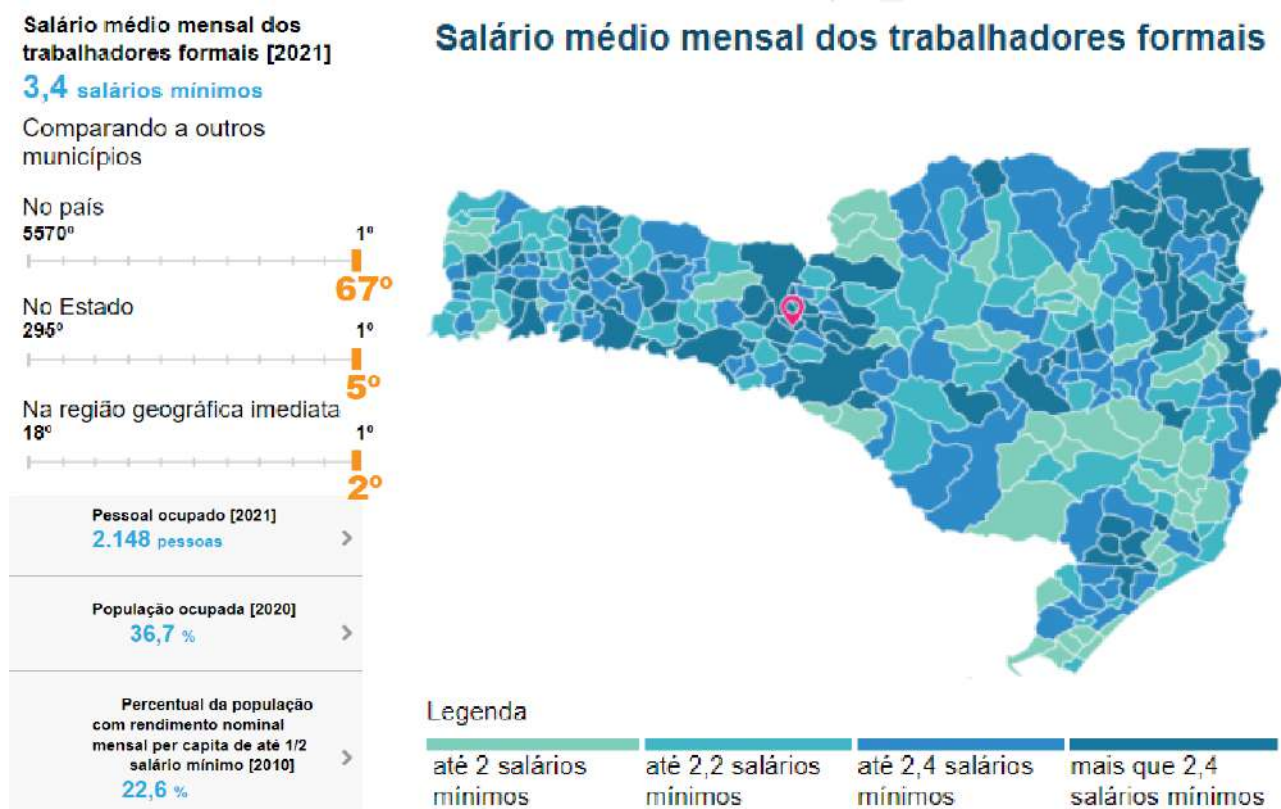 Salário médio mensal dos
trabalhadores formais [2021]
3,4 salários mínimos
Comparando a outros
municípios
No país
5570º 1º
67º
No Estado
295º 1º
5º
Na região geográfica imediata
18º 1º
2º
Pessoal ocupado [2021]
2.148 pessoas
População ocupada [2020]
36,7 %
Percentual da população
com rendimento nominal
mensal per capita de até 1/2
salário mínimo [2010]
22,6 %
Salário médio mensal dos trabalhadores formais
Legenda
até 2 salários
mínimos
até 2,2 salários
mínimos
até 2,4 salários
mínimos
mais que 2,4
salários mínimos